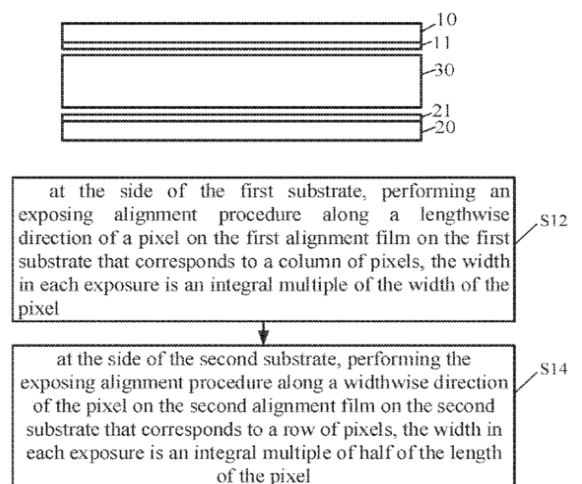 10
11
30
21
20
at the side of the first substrate, performing an
exposing alignment procedure along a lengthwise
direction of a pixel on the first alignment film on the first
substrate that corresponds to a column of pixels, the width
in each exposure is an integral multiple of the width of the
pixel
S12
at the side of the second substrate, performing the
exposing alignment procedure along a widthwise direction
of the pixel on the second alignment film on the second
substrate that corresponds to a row of pixels, the width in
each exposure is an integral multiple of half of the length
of the pixel
S14